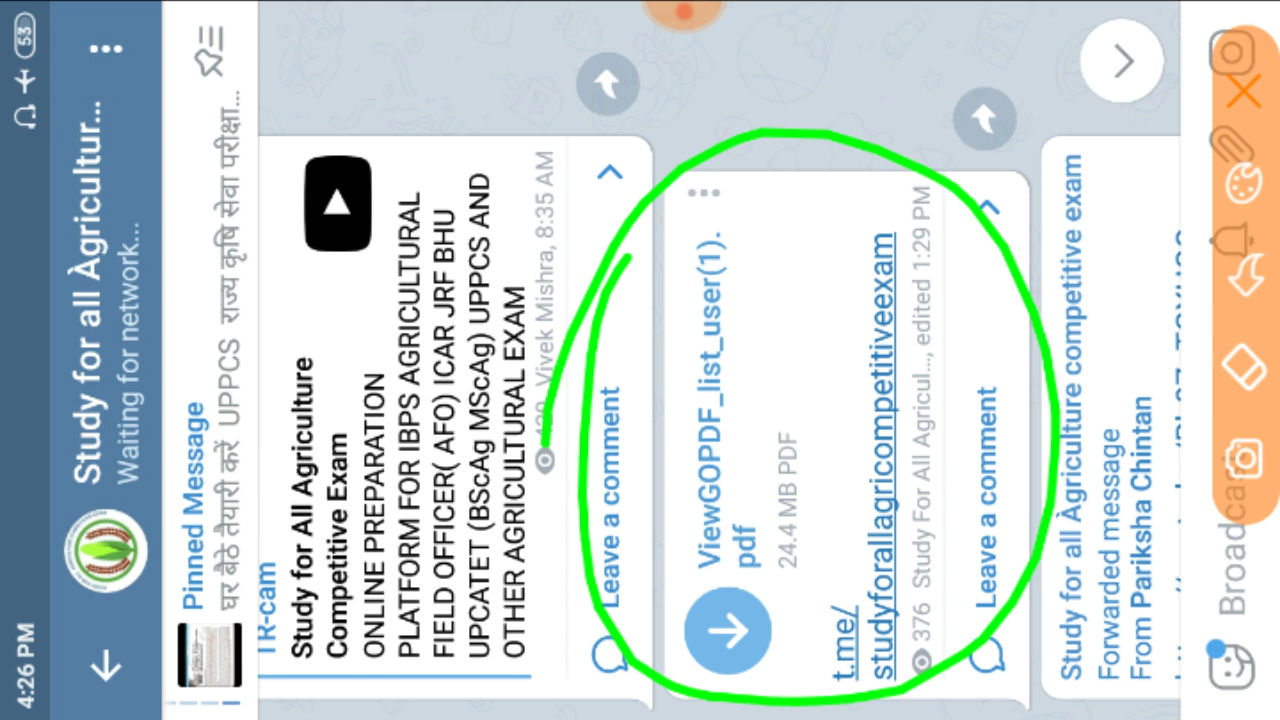 4:26 PM
53
Study for all Àgricultur...
Waiting for network...
Pinned Message
घर बैठे तैयारी करें UPPCS राज्य कृषि सेवा परीक्षा...
Study for All Agriculture
Competitive Exam
ONLINE PREPARATION
PLATFORM FOR IBPS AGRICULTURAL
FIELD OFFICER( AFO) ICAR JRF BHU
UPCATET (BScAg MScAg) UPPCS AND
OTHER AGRICULTURAL EXAM
Vivek Mishra, 8:35 AM
Leave a comment
ViewGOPDF_list_user(1).
pdf
24.4 MB PDF
t.me/
studyforallagricompetitiveexam
376 Study For All Agricul..., edited 1:29 PM
Leave a comment
Study for all Àgriculture competitive exam
Forwarded message
From Pariksha Chintan